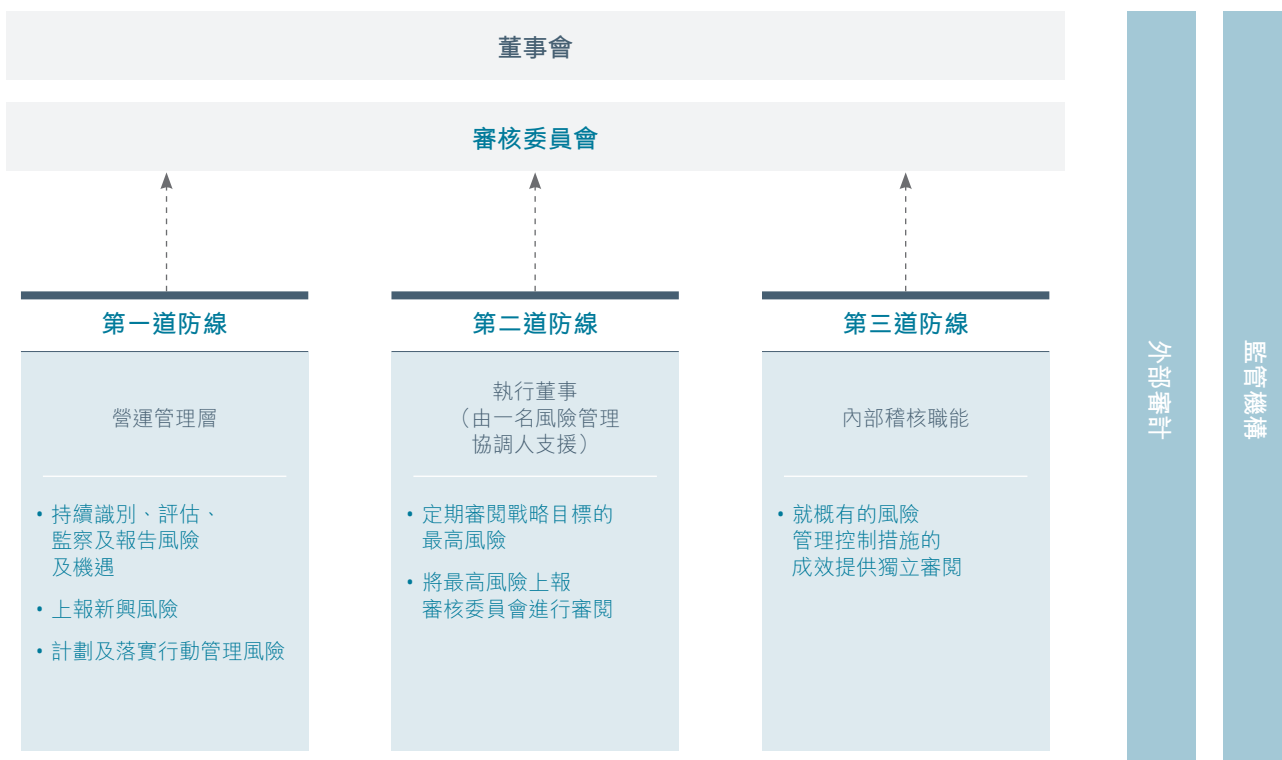 董事會
審核委員會
第一道防線
營運管理層
• 持續識別、評估、
監察及報告風險
及機遇
• 上報新興風險
• 計劃及落實行動管理風險
第二道防線
執行董事
（由一名風險管理
協調人支援）
• 定期審閱戰略目標的
最高風險
• 將最高風險上報
審核委員會進行審閱
第三道防線
內部稽核職能
• 就概有的風險
管理控制措施的
成效提供獨立審閱
外部審計
監管機構